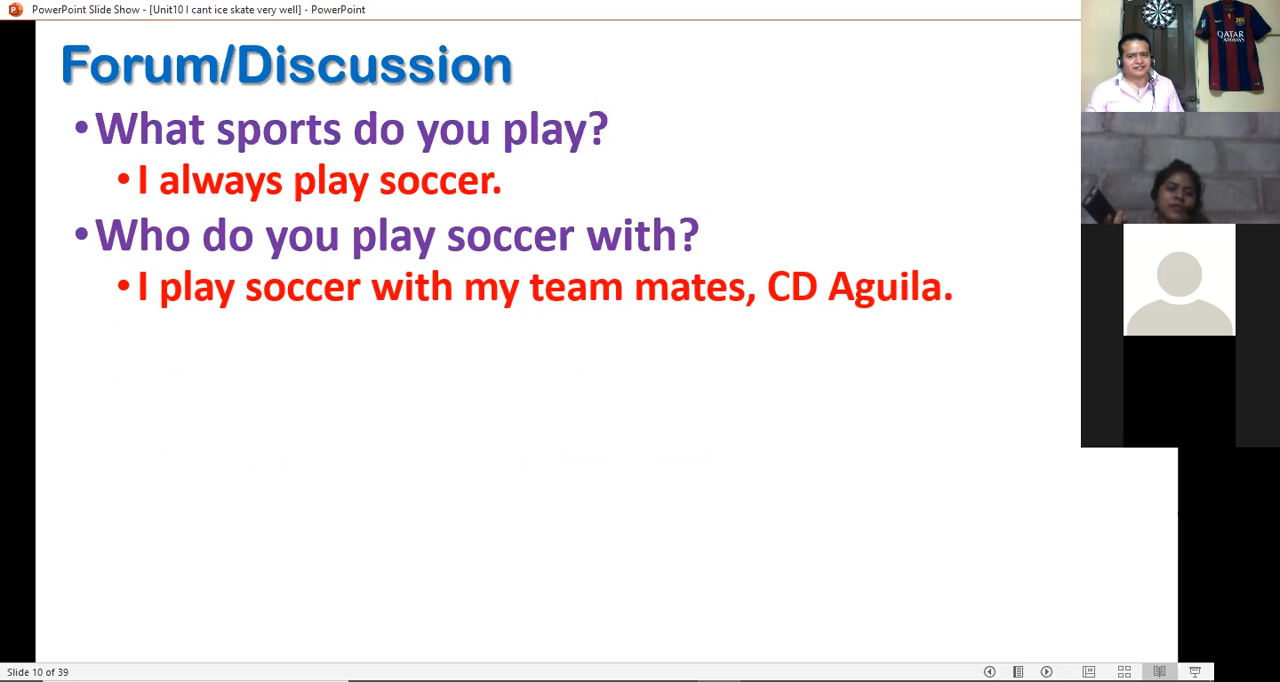 PowerPoint Slide Show - [Unit10 I cant ice skate very well] - PowerPoint
Forum/Discussion
•What sports do you play?
•I always play soccer.
•Who do you play soccer with?
•I play soccer with my team mates, CD Aguila.
QATAR
AIRWAYS
Slide 10 of 39